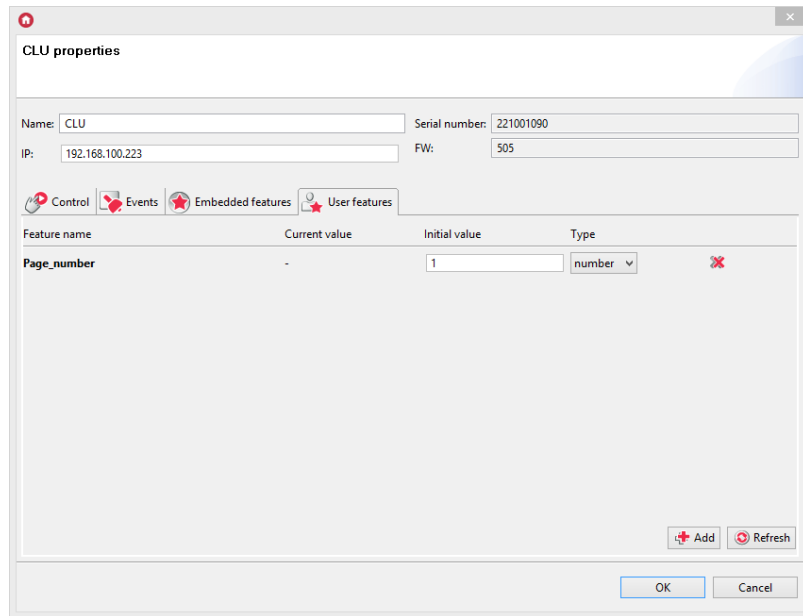 CLU properties
Name: CLU Serial number: 221001090
IP: 192.168.100.223 FW: 505
Control Events Embedded features User features
Feature name Current value Initial value Type
Page_number - 1 number
Add Refresh
OK Cancel